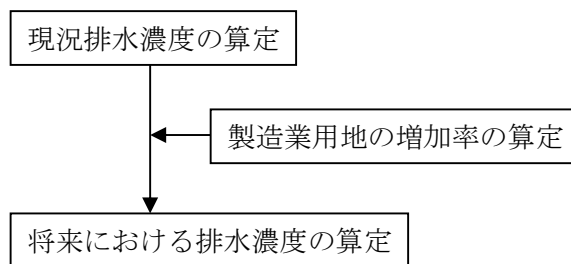 現況排水濃度の算定
製造業用地の増加率の算定
将来における排水濃度の算定